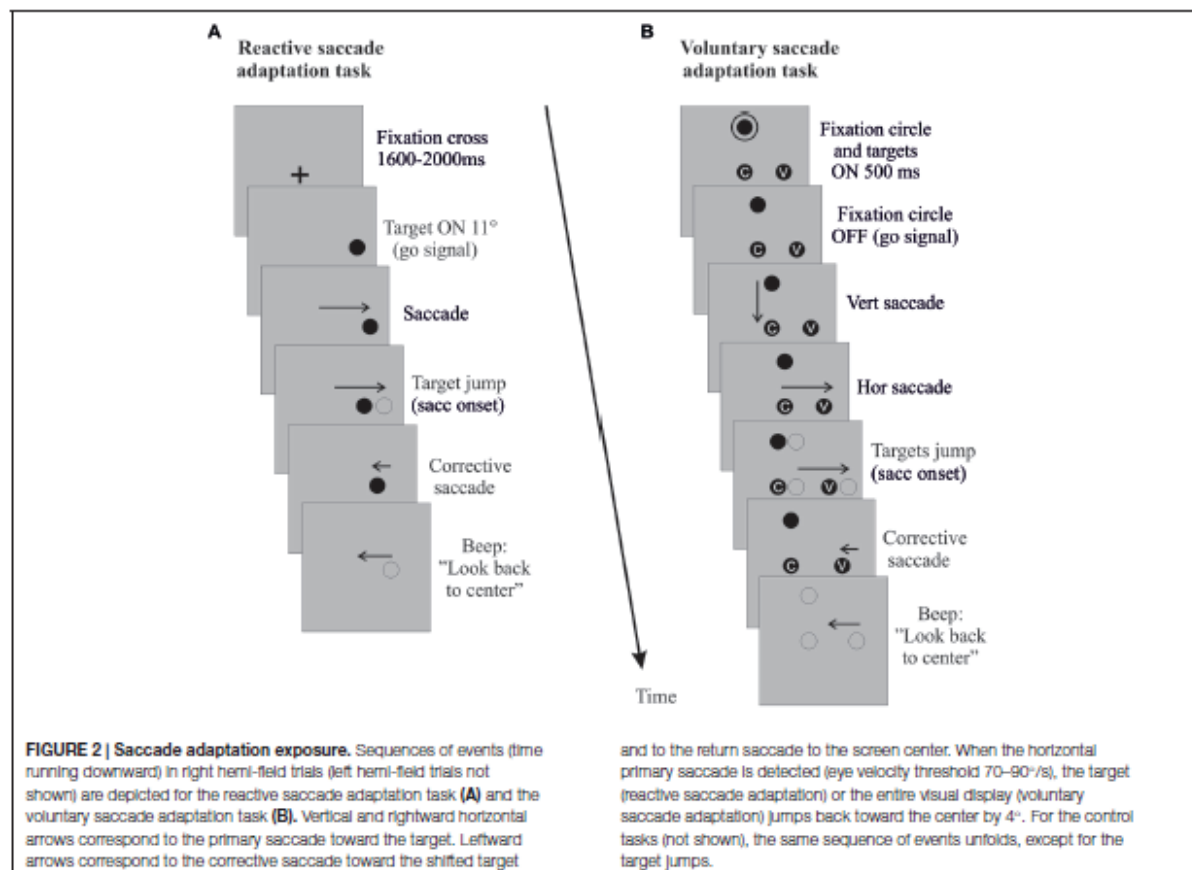 A
Reactive saccade
adaptation task
Fixation cross
1600-2000ms
Target ON 11°
(go signal)
Saccade
Target jump
(sacc onset)
Corrective
saccade
Beep:
"Look back
to center"
B
Voluntary saccade
adaptation task
Fixation circle
and targets
ON 500 ms
C V
Fixation circle
OFF (go signal)
C V
Vert saccade
C V
Hor saccade
C V
Targets jump
(sacc onset)
C V
Corrective
saccade
C V
Beep:
"Look back
to center"
Time
FIGURE 2 | Saccade adaptation exposure. Sequences of events (time
running downward) in right hemi-field trials (left hemi-field trials not
shown) are depicted for the reactive saccade adaptation task (A) and the
voluntary saccade adaptation task (B). Vertical and rightward horizontal
arrows correspond to the primary saccade toward the target. Leftward
arrows correspond to the corrective saccade toward the shifted target
and to the return saccade to the screen center. When the horizontal
primary saccade is detected (eye velocity threshold 70–90°/s), the target
(reactive saccade adaptation) or the entire visual display (voluntary
saccade adaptation) jumps back toward the center by 4°. For the control
tasks (not shown), the same sequence of events unfolds, except for the
target jumps.